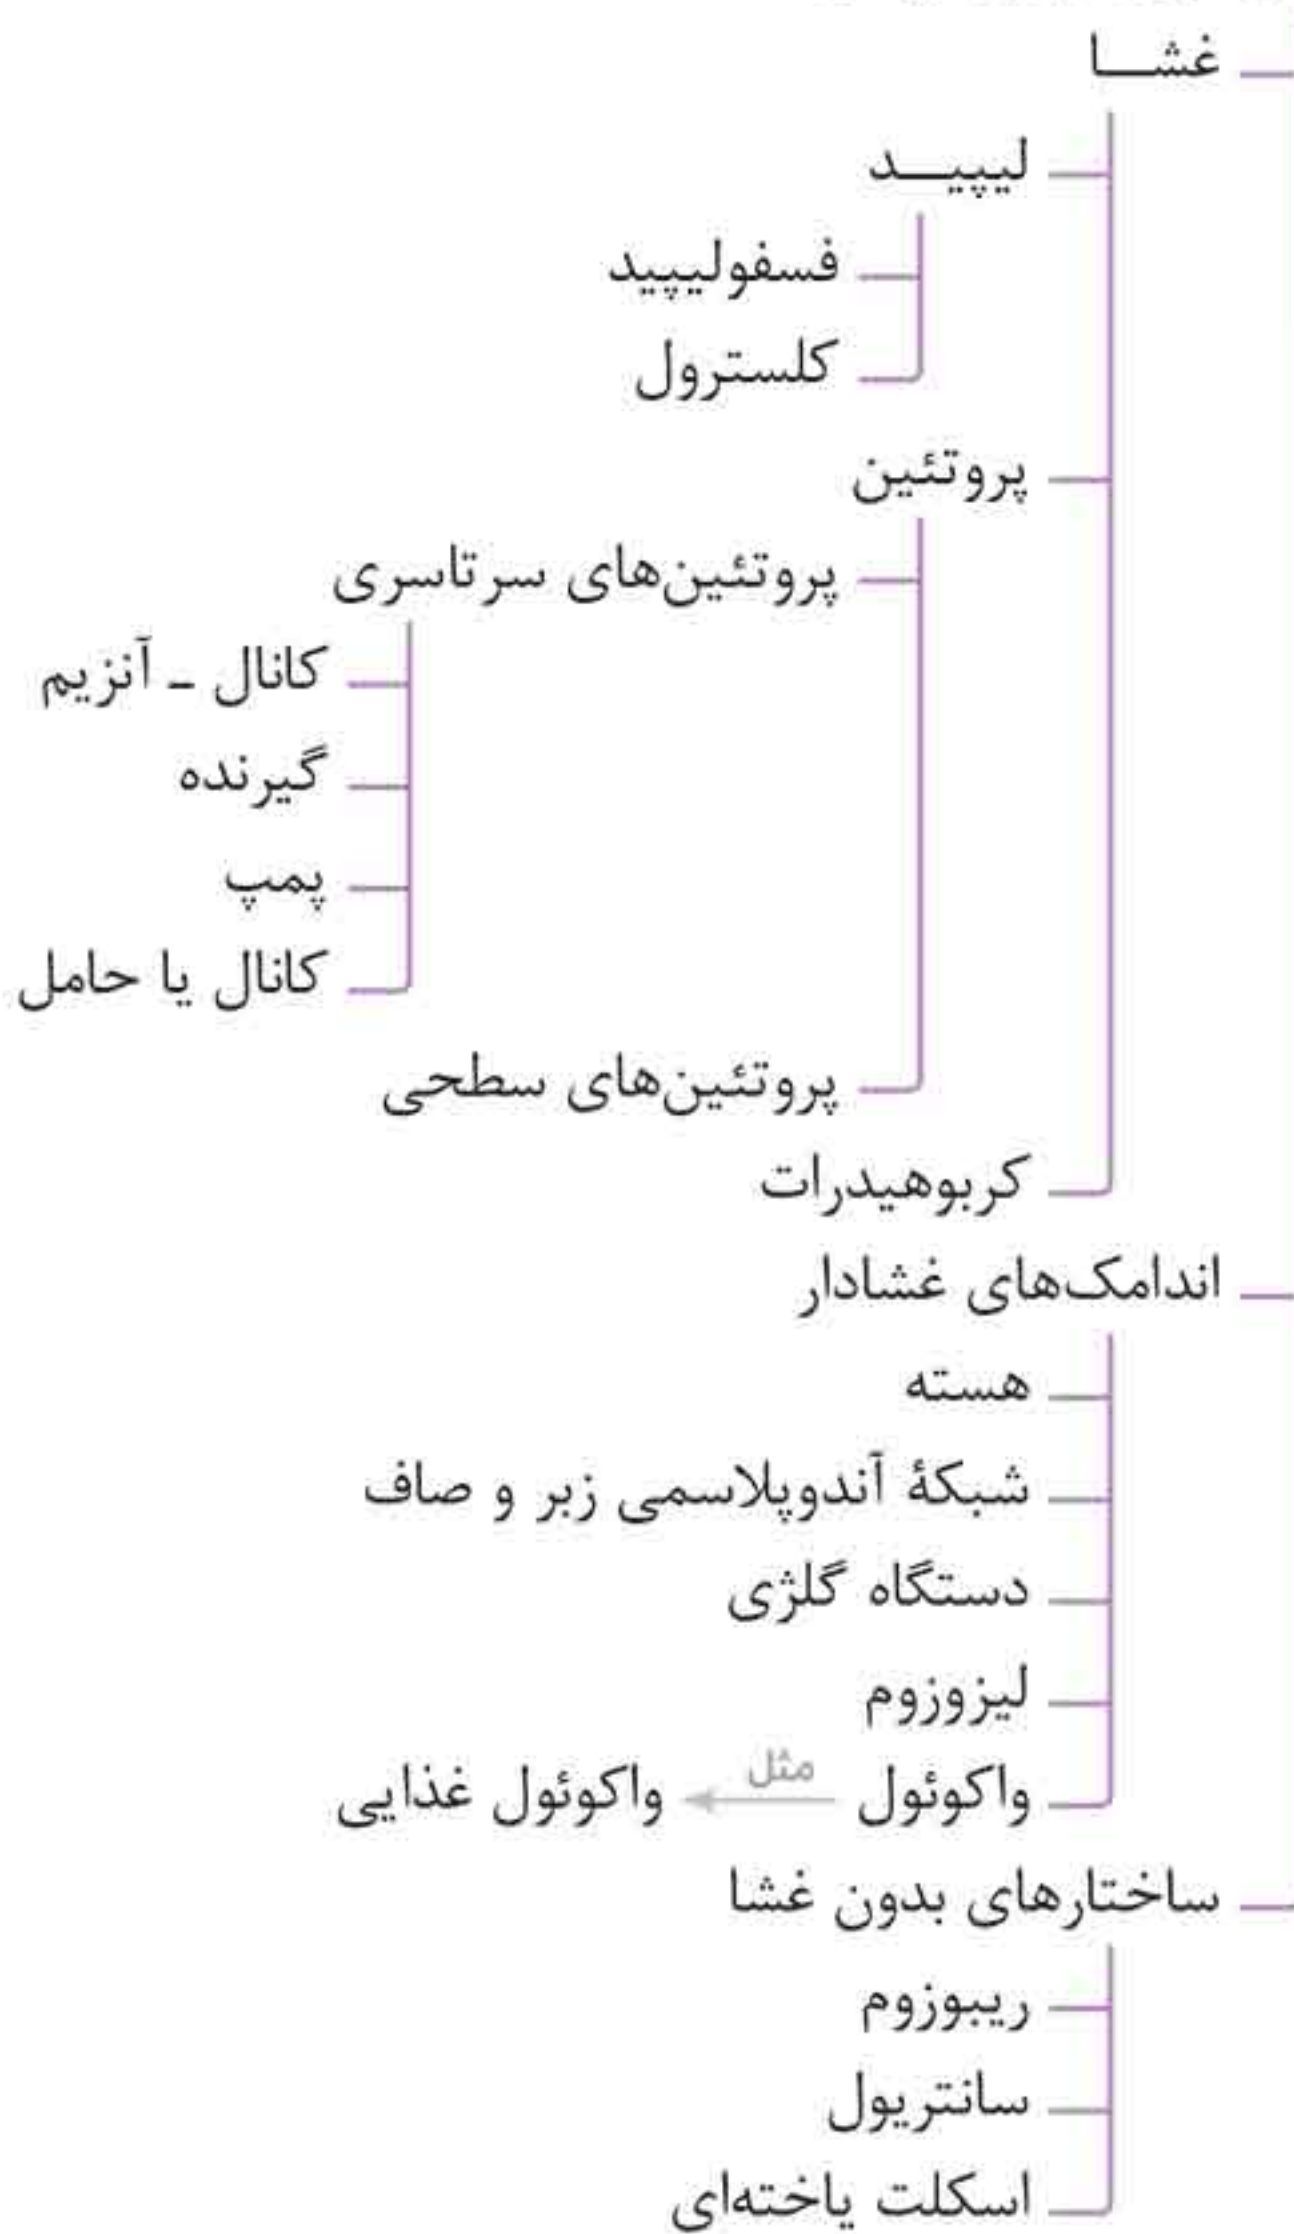 غشا
لیپید
فسفولیپید
کلسترول
پروتئین
پروتئین‌های سرتاسری
کانال - آنزیم
گیرنده
پمپ
کانال یا حامل
پروتئین‌های سطحی
کربوهیدرات
اندامک‌های غشادار
هسته
شبکهٔ آندوپلاسمی زبر و صاف
دستگاه گلژی
لیزوزوم
واکوئول مثل واکوئول غذایی
ساختارهای بدون غشا
ریبوزوم
سانتریول
اسکلت یاخته‌ای